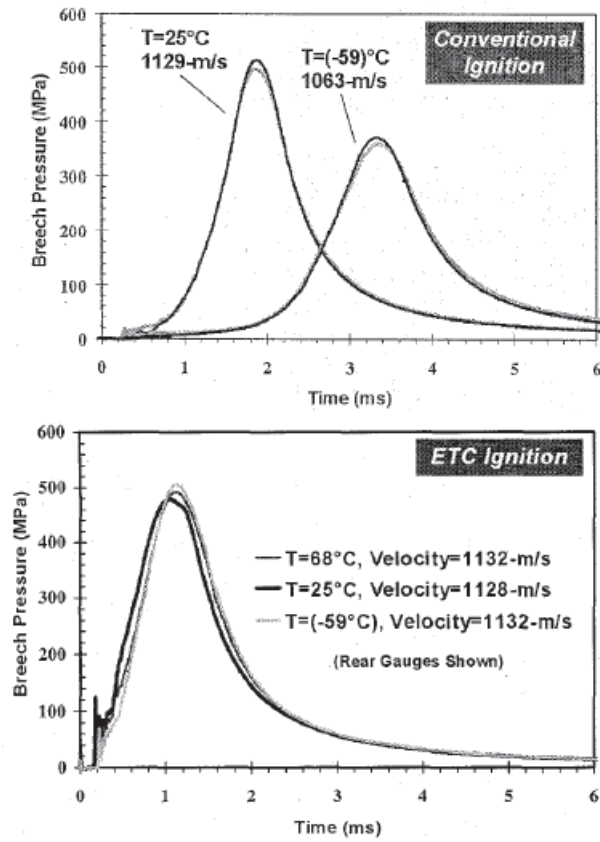 T=25°C
1129-m/s
T=(-59)°C
1063-m/s
Conventional
Ignition
Breech Pressure (MPa)
600
500
400
300
200
100
0
0 1 2 3 4 5 6
Time (ms)
ETC Ignition
Breech Pressure (MPa)
600
500
400
300
200
100
0
T=68°C, Velocity=1132-m/s
T=25°C, Velocity=1128-m/s
T=(-59°C), Velocity=1132-m/s
(Rear Gauges Shown)
0 1 2 3 4 5 6
Time (ms)